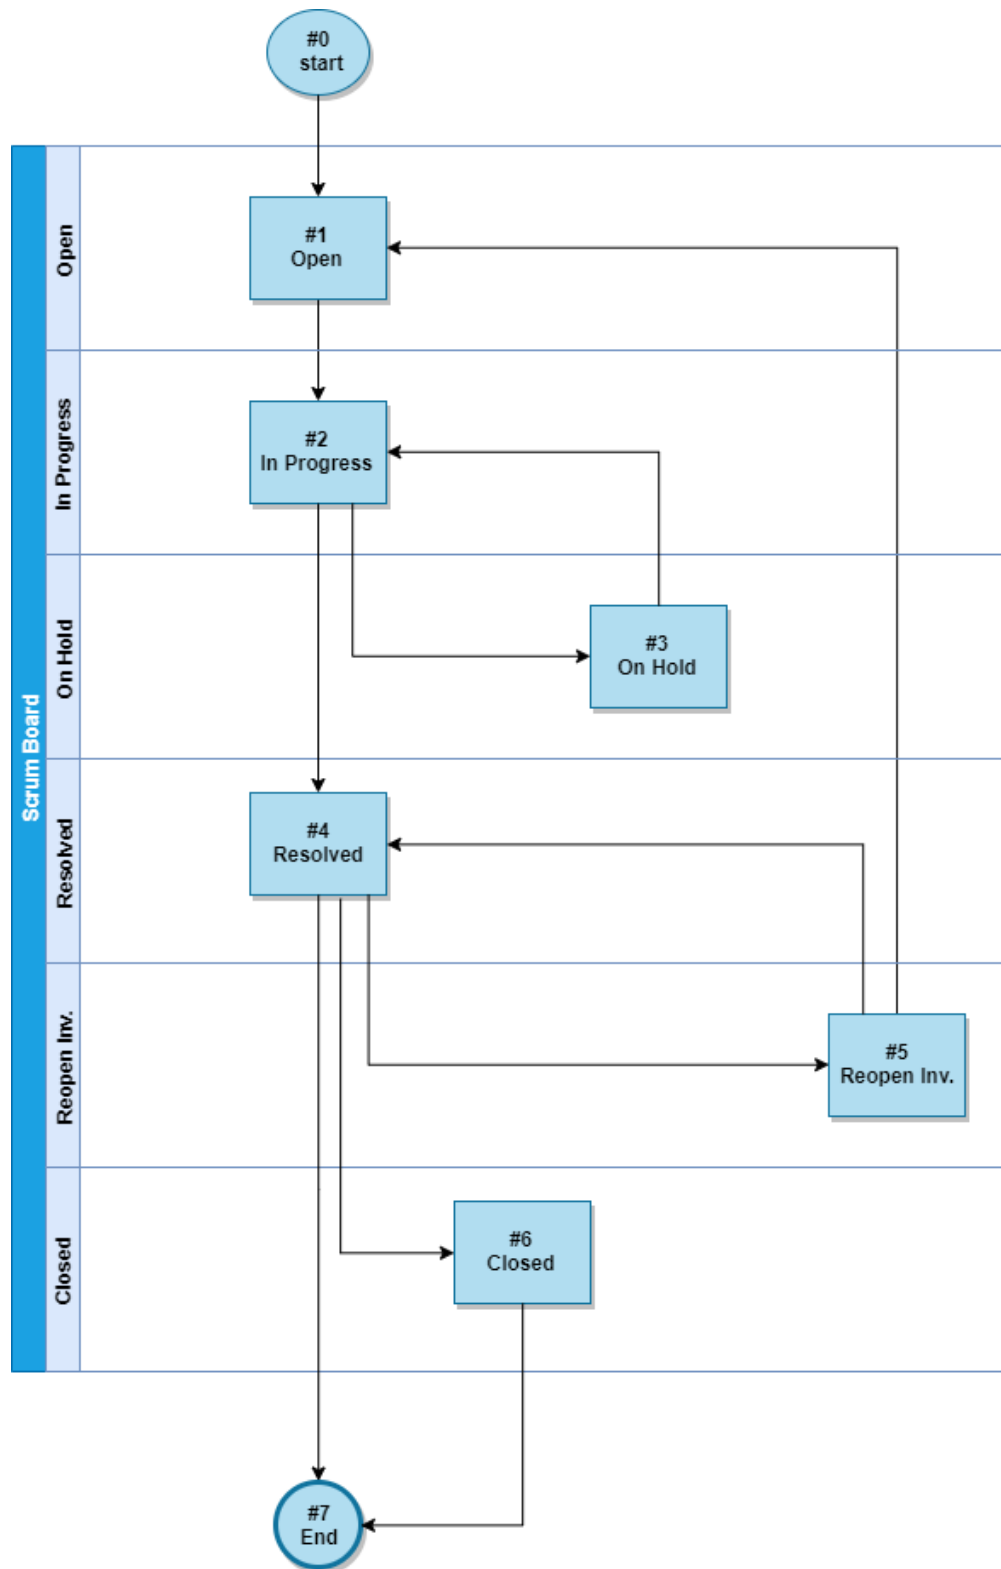 #0
start
Scrum Board
Open
#1
Open
In Progress
#2
In Progress
On Hold
#3
On Hold
Resolved
#4
Resolved
Reopen Inv.
#5
Reopen Inv.
Closed
#6
Closed
#7
End